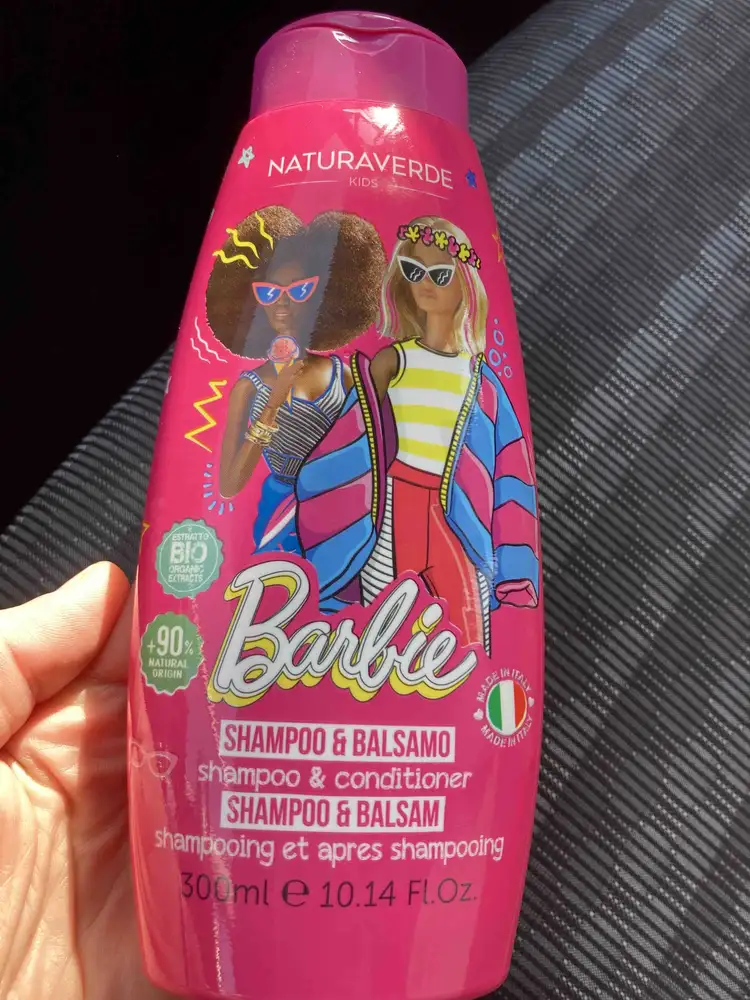 NATURAVERDE
KIDS
ESTRATTO
BIO
ORGANIC
EXTRACTS
+90%
NATURAL
ORIGIN
Barbie
MADE IN ITALY
MADE IN ITALY
SHAMPOO & BALSAMO
shampoo & conditioner
SHAMPOO & BALSAM
shampooing et apres shampooing
300ml e 10.14 Fl.Oz.